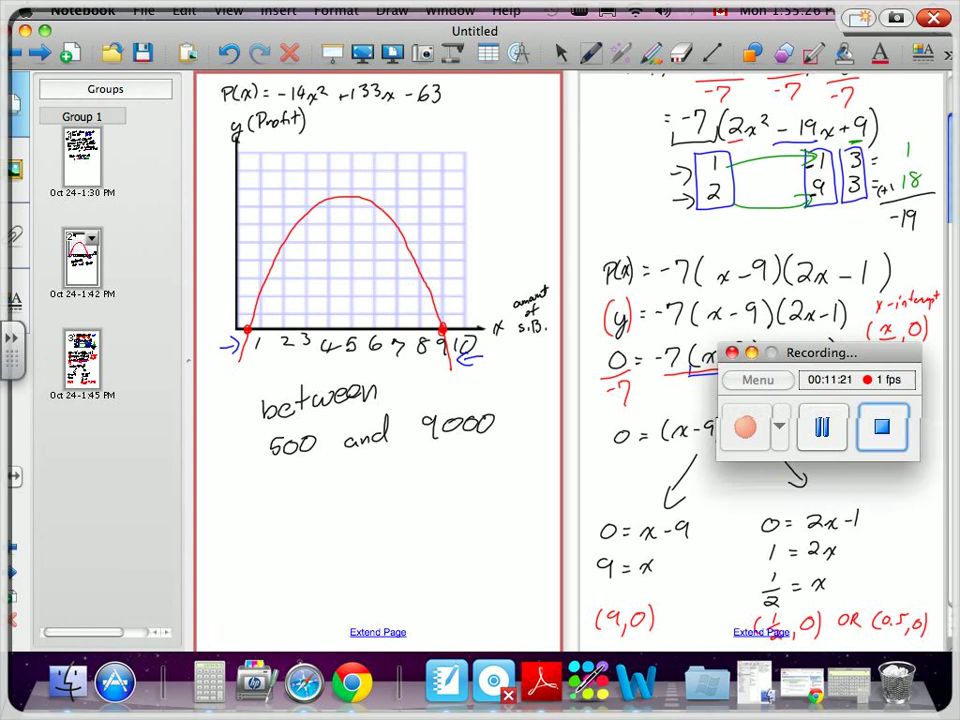 Notebook File Edit View Insert Format Draw Window Help Mon 1:55:26
Untitled
Groups
Group 1
Oct 24-1:30 PM
Oct 24-1:42 PM
Oct 24-1:45 PM
P(x) = -14x² +133x -63
y (Profit)
1 2 3 4 5 6 7 8 9 10 x
amount
of
S.B.
between
500 and 9000
Extend Page
-7 -7 -7
= -7 (2x² - 19x + 9)
1 -1 3 = 1
2 -9 3 = (+) 18
-19
P(x) = -7( x-9)(2x-1)
(y) = -7( x-9)(2x-1)
x-intercept
(x, 0)
0 = -7(x
-7
0 = (x-9)
Recording...
Menu
00:11:21
1 fps
0 = x-9
9 = x
(9,0)
0 = 2x-1
1 = 2x
1/2 = x
(1/2, 0) OR (0.5,0)
Extend Page